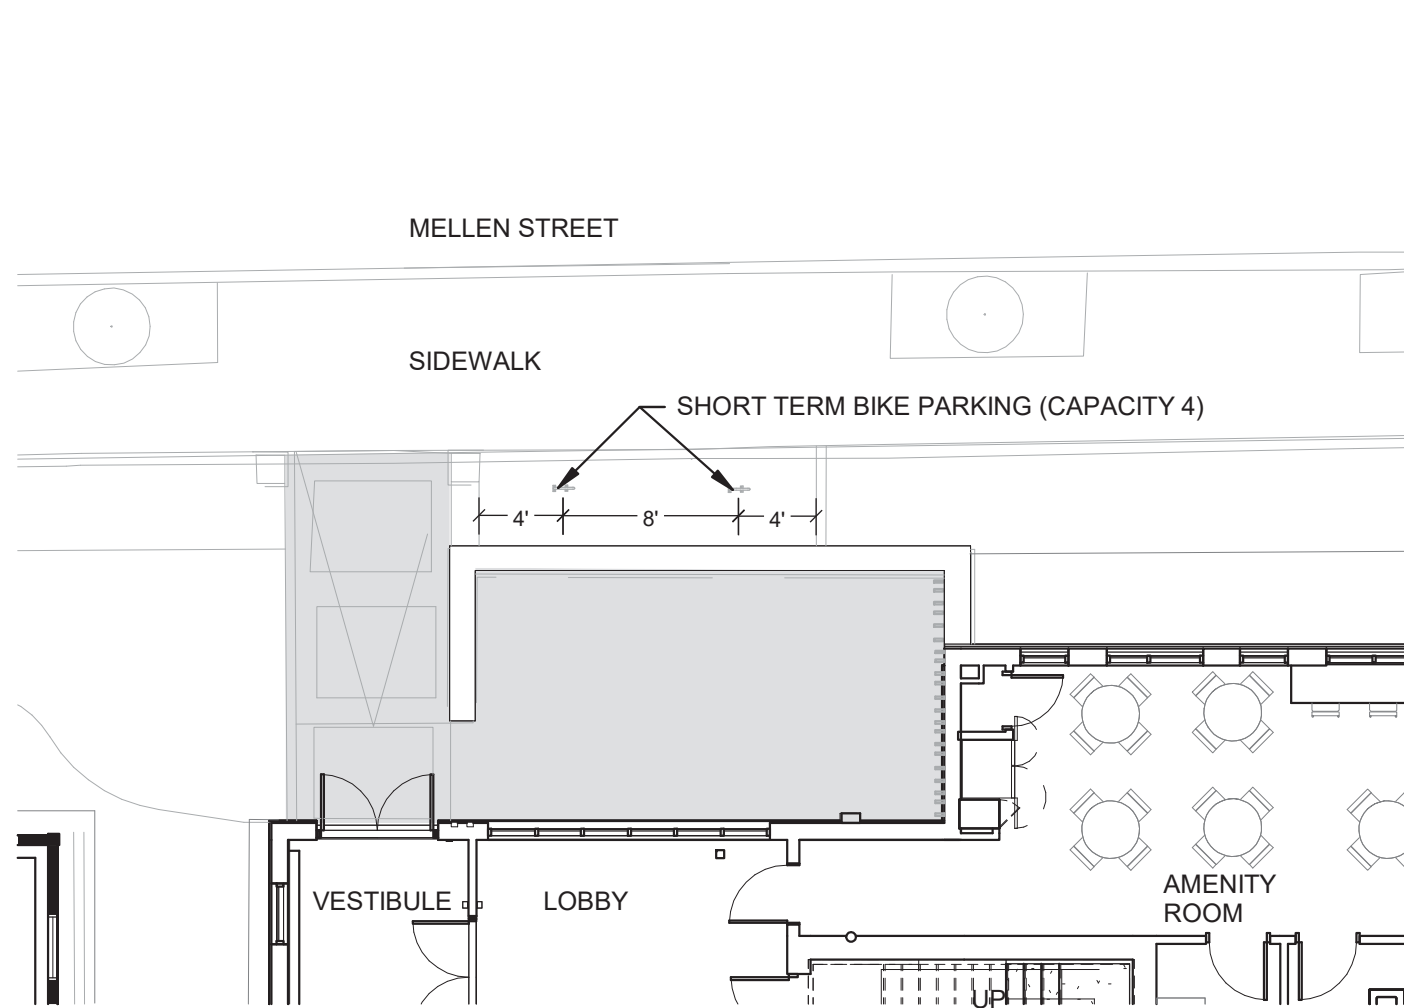 MELLEN STREET
SIDEWALK
SHORT TERM BIKE PARKING (CAPACITY 4)
4' 8' 4'
VESTIBULE LOBBY
AMENITY
ROOM
UP